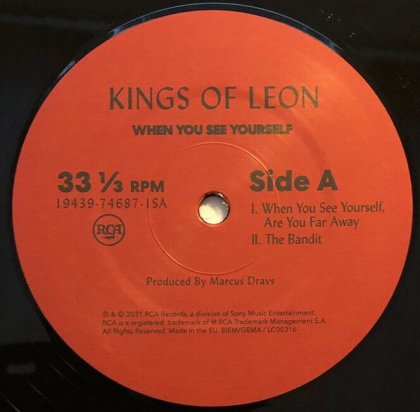 KINGS OF LEON
WHEN YOU SEE YOURSELF
33 ⅓ RPM
19439-74687-1SA
RCA
Side A
I. When You See Yourself,
Are You Far Away
II. The Bandit
Produced By Marcus Dravs
℗ & © 2021 RCA Records, a division of Sony Music Entertainment.
RCA is a registered trademark of ® RCA Trademark Management S.A.
All Rights Reserved. Made in the EU. BIEM/GEMA / LC00316